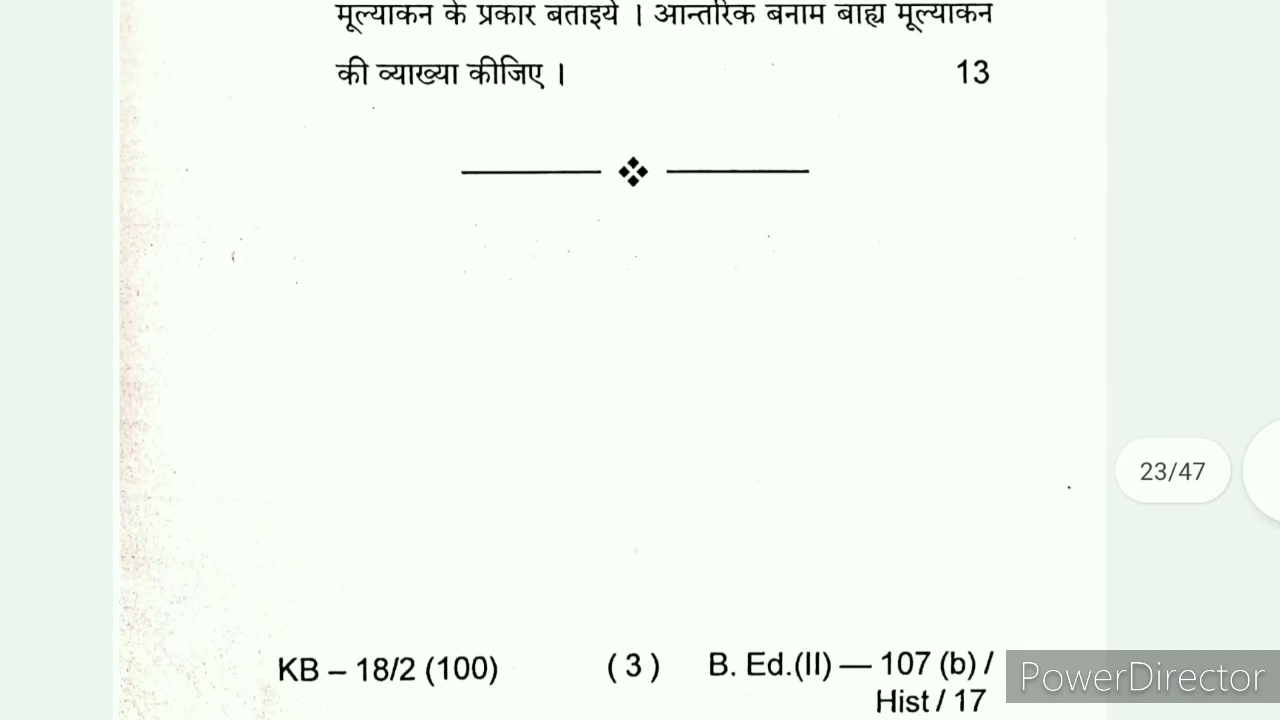 मूल्याकन के प्रकार बताइये । आन्तरिक बनाम बाह्य मूल्याकन
की व्याख्या कीजिए । 13
23/47
KB – 18/2 (100) ( 3 ) B. Ed.(II) — 107 (b) /
Hist / 17
PowerDirector